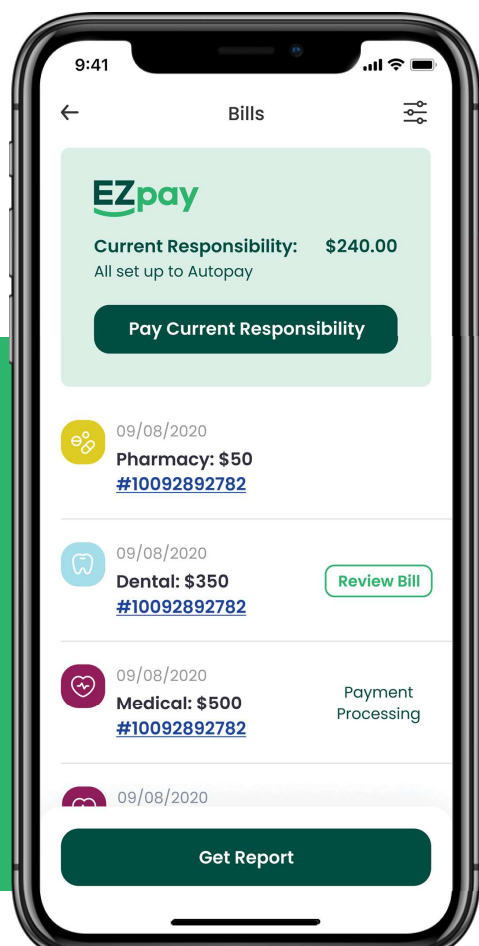 9:41
Bills
EZpay
Current Responsibility: $240.00
All set up to Autopay
Pay Current Responsibility
09/08/2020
Pharmacy: $50
#10092892782
09/08/2020
Dental: $350
#10092892782
Review Bill
09/08/2020
Medical: $500
#10092892782
Payment
Processing
09/08/2020
Get Report